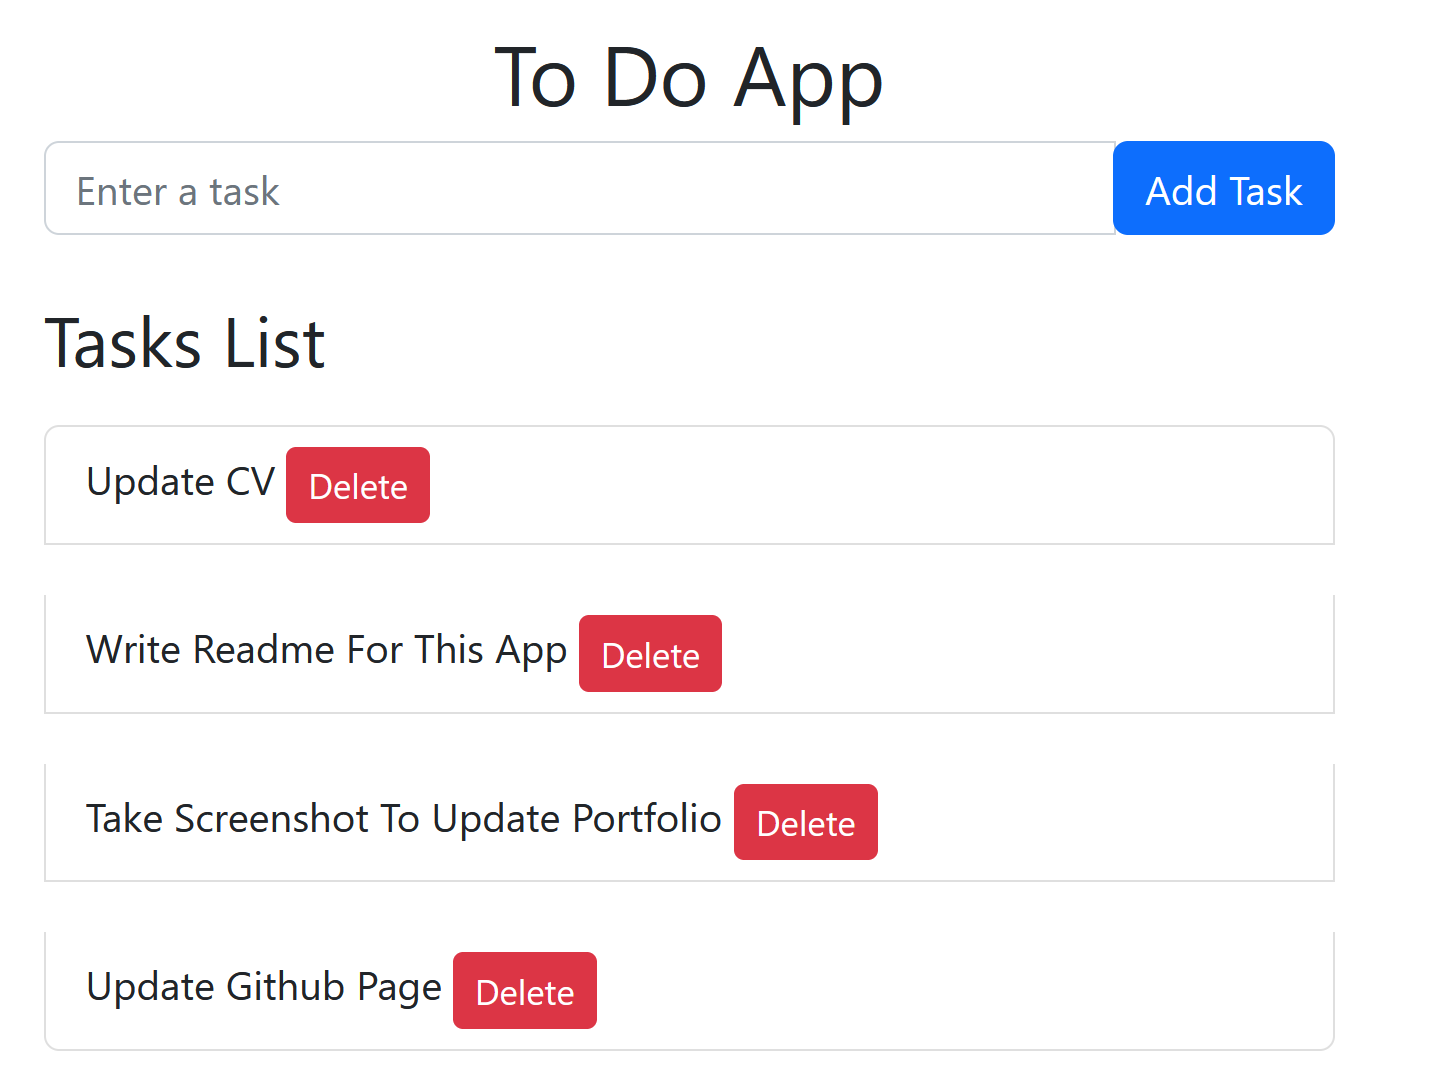 To Do App
Enter a task Add Task
Tasks List
Update CV Delete
Write Readme For This App Delete
Take Screenshot To Update Portfolio Delete
Update Github Page Delete